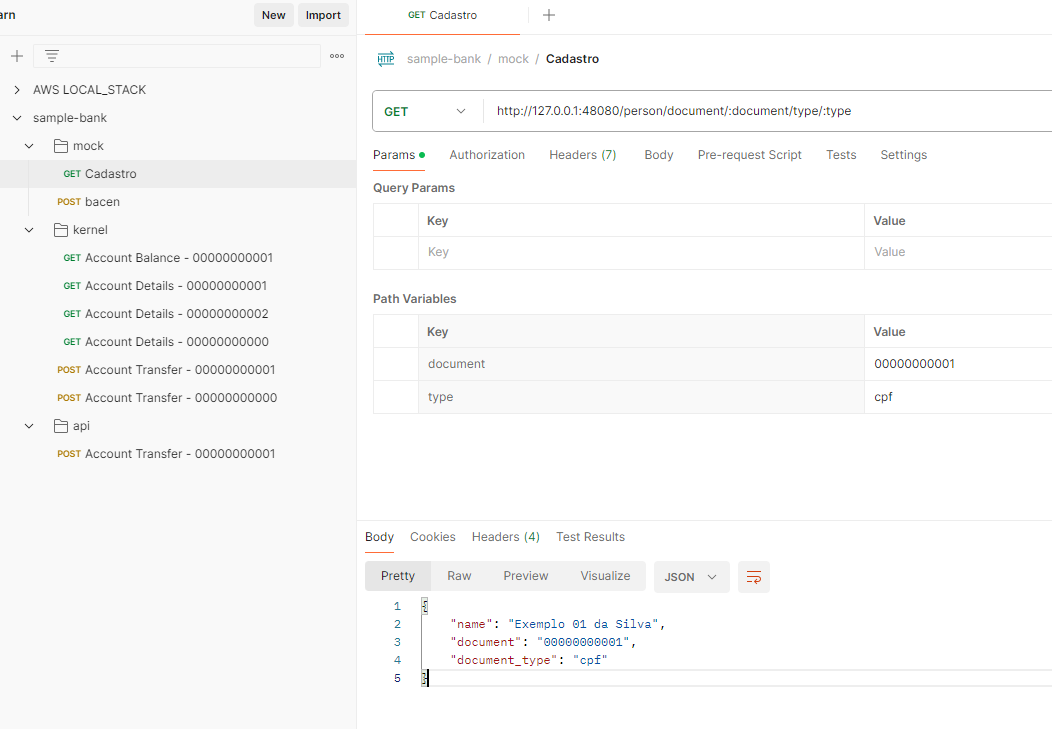 arn
New Import
AWS LOCAL_STACK
sample-bank
mock
GET Cadastro
POST bacen
kernel
GET Account Balance - 00000000001
GET Account Details - 00000000001
GET Account Details - 00000000002
GET Account Details - 00000000000
POST Account Transfer - 00000000001
POST Account Transfer - 00000000000
api
POST Account Transfer - 00000000001
GET Cadastro
HTTP sample-bank / mock / Cadastro
GET http://127.0.0.1:48080/person/document/:document/type/:type
Params Authorization Headers (7) Body Pre-request Script Tests Settings
Query Params
Key Value
Key Value
Path Variables
Key Value
document 00000000001
type cpf
Body Cookies Headers (4) Test Results
Pretty Raw Preview Visualize JSON
1 {
2 "name": "Exemplo 01 da Silva",
3 "document": "00000000001",
4 "document_type": "cpf"
5 }